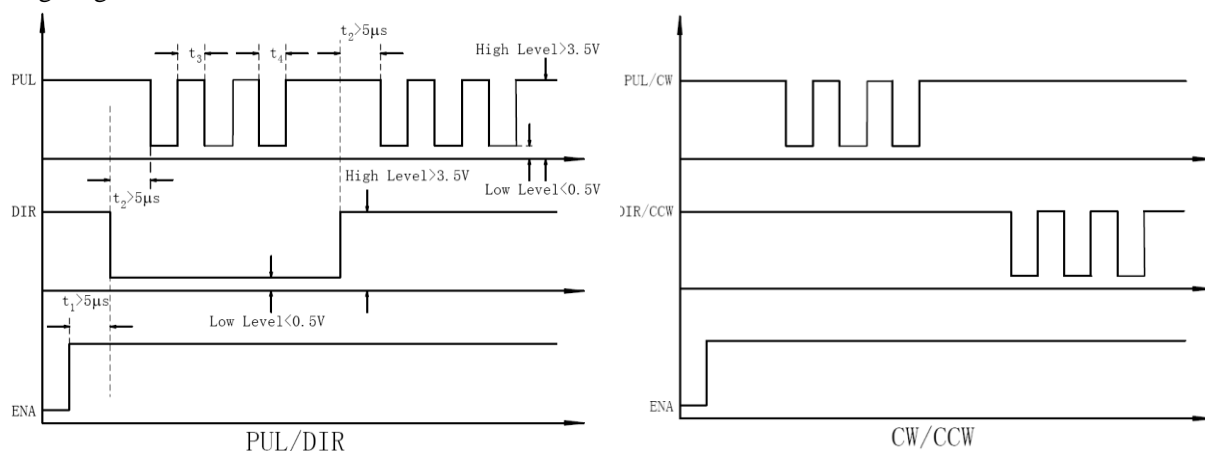 t₂>5μs
t₃
t₄
High Level>3.5V
PUL
t₂>5μs
High Level>3.5V
Low Level<0.5V
DIR
t₁>5μs
Low Level<0.5V
ENA
PUL/DIR
PUL/CW
DIR/CCW
ENA
CW/CCW